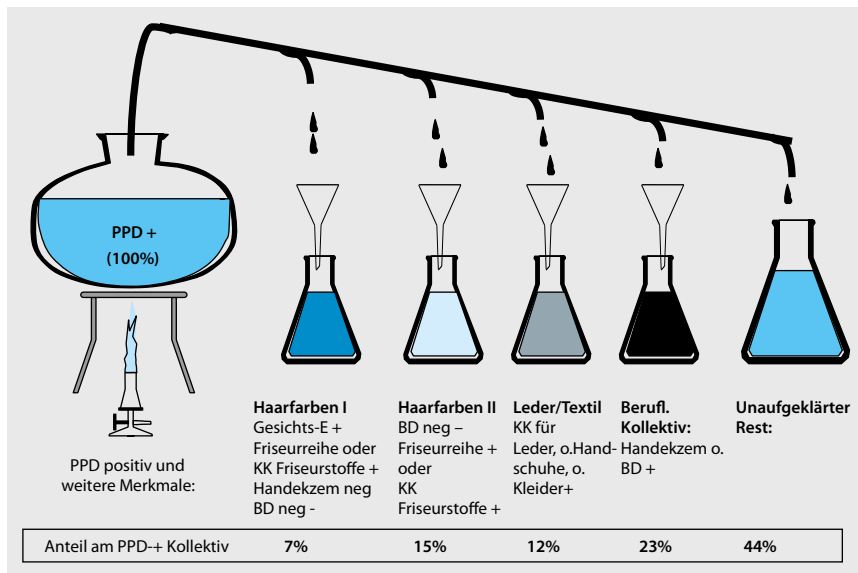 PPD +
(100%)
PPD positiv und
weitere Merkmale:
Haarfarben I
Gesichts-E +
Friseurreihe oder
KK Friseurstoffe +
Handekzem neg
BD neg -
Haarfarben II
BD neg –
Friseurreihe +
oder
KK
Friseurstoffe +
Leder/Textil
KK für
Leder, o.Hand-
schuhe, o.
Kleider+
Berufl.
Kollektiv:
Handekzem o.
BD +
Unaufgeklärter
Rest:
Anteil am PPD-+ Kollektiv 7% 15% 12% 23% 44%